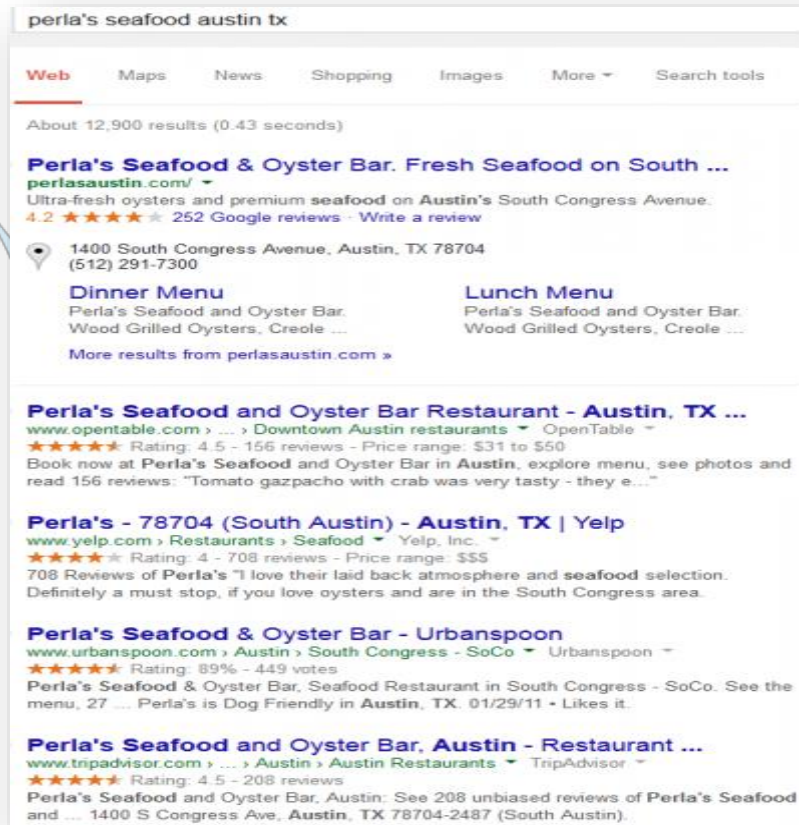 perla's seafood austin tx
Web Maps News Shopping Images More Search tools
About 12,900 results (0.43 seconds)
Perla's Seafood & Oyster Bar. Fresh Seafood on South ...
perlasaustin.com/
Ultra-fresh oysters and premium seafood on Austin's South Congress Avenue.
4.2 ★★★★★ 252 Google reviews · Write a review
1400 South Congress Avenue, Austin, TX 78704
(512) 291-7300
Dinner Menu
Perla's Seafood and Oyster Bar.
Wood Grilled Oysters, Creole ...
Lunch Menu
Perla's Seafood and Oyster Bar.
Wood Grilled Oysters, Creole ...
More results from perlasaustin.com »
Perla's Seafood and Oyster Bar Restaurant - Austin, TX ...
www.opentable.com › ... › Downtown Austin restaurants OpenTable
★★★★★ Rating: 4.5 - 156 reviews - Price range: $31 to $50
Book now at Perla's Seafood and Oyster Bar in Austin, explore menu, see photos and
read 156 reviews: "Tomato gazpacho with crab was very tasty - they e..."
Perla's - 78704 (South Austin) - Austin, TX | Yelp
www.yelp.com › Restaurants › Seafood Yelp, Inc.
★★★★★ Rating: 4 - 708 reviews - Price range: $$$
708 Reviews of Perla's "I love their laid back atmosphere and seafood selection.
Definitely a must stop, if you love oysters and are in the South Congress area.
Perla's Seafood & Oyster Bar - Urbanspoon
www.urbanspoon.com › Austin › South Congress - SoCo Urbanspoon
★★★★★ Rating: 89% - 449 votes
Perla's Seafood & Oyster Bar, Seafood Restaurant in South Congress - SoCo. See the
menu, 27 ... Perla's is Dog Friendly in Austin, TX. 01/29/11 • Likes it.
Perla's Seafood and Oyster Bar, Austin - Restaurant ...
www.tripadvisor.com › ... › Austin › Austin Restaurants TripAdvisor
★★★★★ Rating: 4.5 - 208 reviews
Perla's Seafood and Oyster Bar, Austin: See 208 unbiased reviews of Perla's Seafood
and ... 1400 S Congress Ave, Austin, TX 78704-2487 (South Austin).